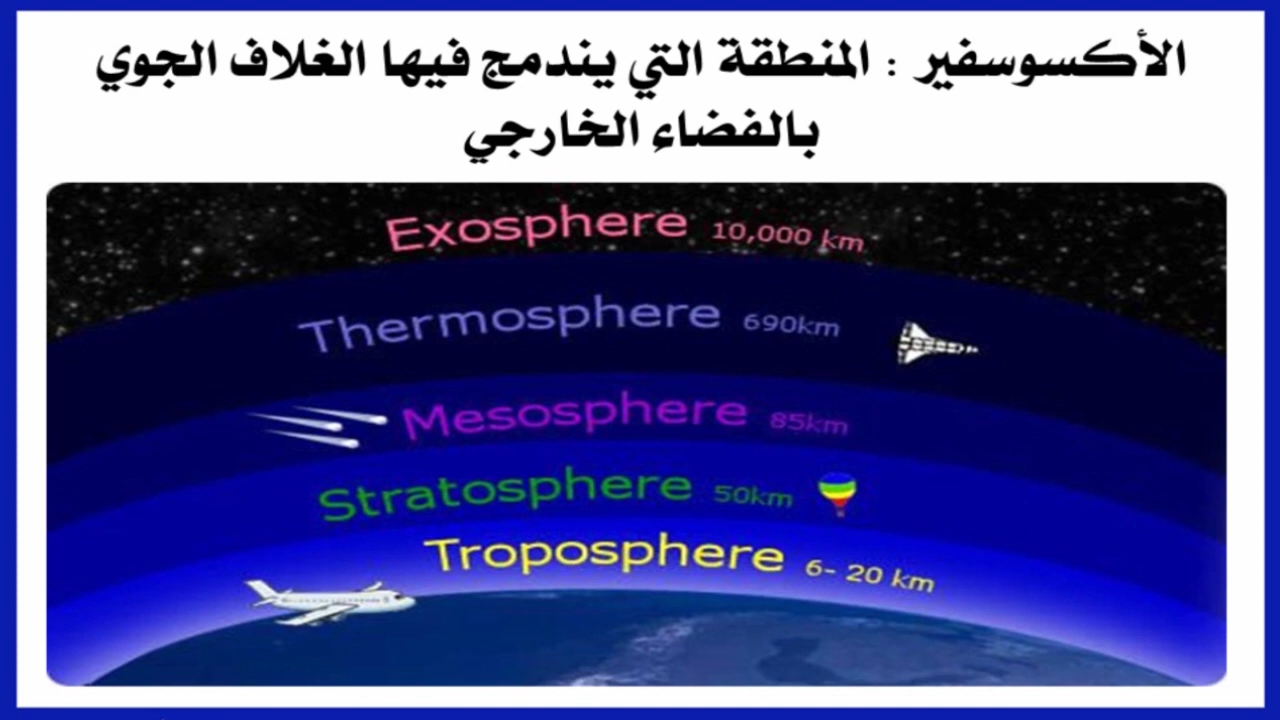 الأكسوسفير : المنطقة التي يندمج فيها الغلاف الجوي
بالفضاء الخارجي
Exosphere 10,000 km
Thermosphere 690km
Mesosphere 85km
Stratosphere 50km
Troposphere 6- 20 km